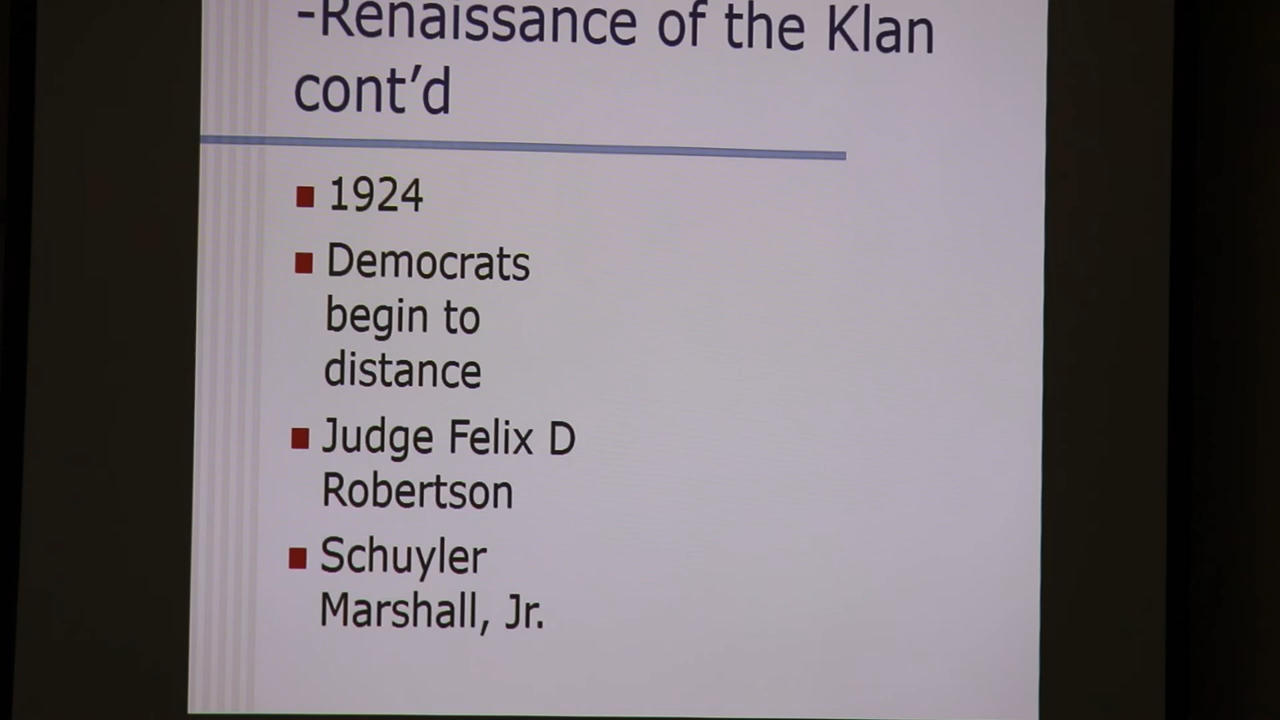 -Renaissance of the Klan
cont’d
1924
Democrats
begin to
distance
Judge Felix D
Robertson
Schuyler
Marshall, Jr.